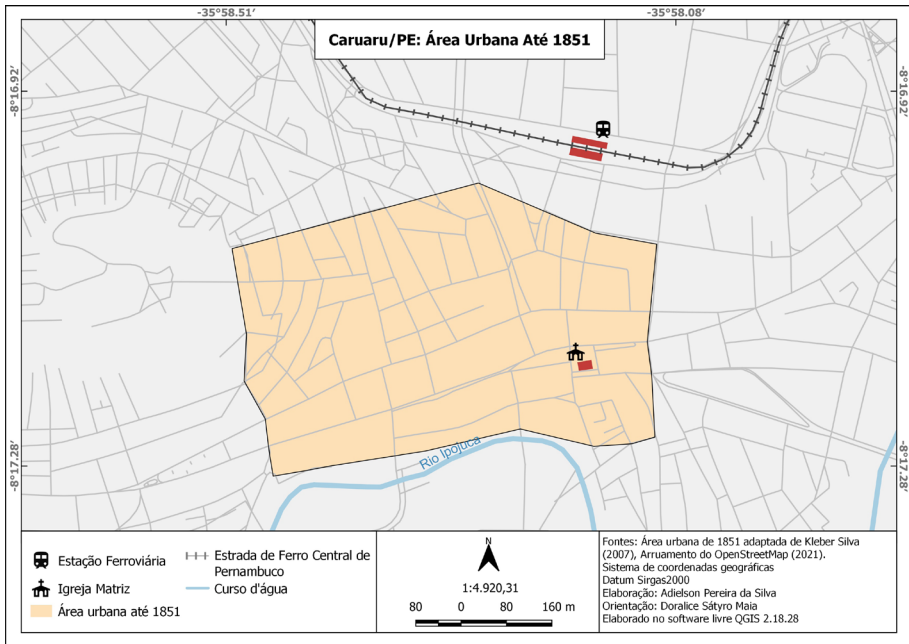 -35°58.51'
-35°58.08'
Caruaru/PE: Área Urbana Até 1851
-8°16.92'
-8°16.92'
Rio Ipojuca
-8°17.28'
-8°17.28'
Estação Ferroviária
Igreja Matriz
Área urbana até 1851
Estrada de Ferro Central de
Pernambuco
Curso d'água
N
1:4.920,31
80 0 80 160 m
Fontes: Área urbana de 1851 adaptada de Kleber Silva
(2007), Arruamento do OpenStreetMap (2021).
Sistema de coordenadas geográficas
Datum Sirgas2000
Elaboração: Adielson Pereira da Silva
Orientação: Doralice Sátyro Maia
Elaborado no software livre QGIS 2.18.28